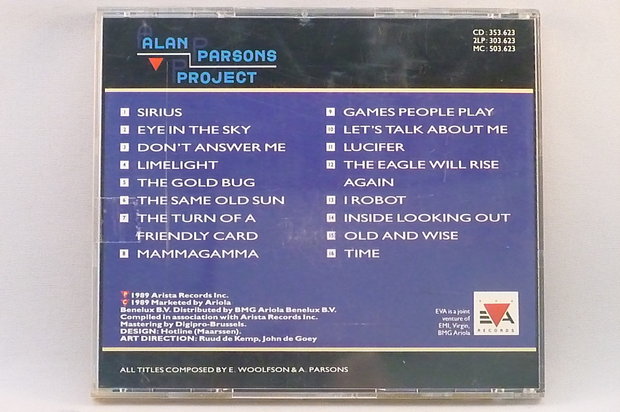 ALAN
PARSONS
PROJECT
CD: 353.623
2LP: 303.623
MC: 503.623
1 SIRIUS
2 EYE IN THE SKY
3 DON'T ANSWER ME
4 LIMELIGHT
5 THE GOLD BUG
6 THE SAME OLD SUN
7 THE TURN OF A
FRIENDLY CARD
8 MAMMAGAMMA
9 GAMES PEOPLE PLAY
10 LET'S TALK ABOUT ME
11 LUCIFER
12 THE EAGLE WILL RISE
AGAIN
13 I ROBOT
14 INSIDE LOOKING OUT
15 OLD AND WISE
16 TIME
P 1989 Arista Records Inc.
C 1989 Marketed by Ariola
Benelux B.V. Distributed by BMG Ariola Benelux B.V.
Compiled in association with Arista Records Inc.
Mastering by Digipro-Brussels.
DESIGN: Hotline (Maarssen).
ART DIRECTION: Ruud de Kemp, John de Goey
EVA is a joint
venture of
EMI, Virgin,
BMG Ariola
EVA
RECORDS
ALL TITLES COMPOSED BY E. WOOLFSON & A. PARSONS